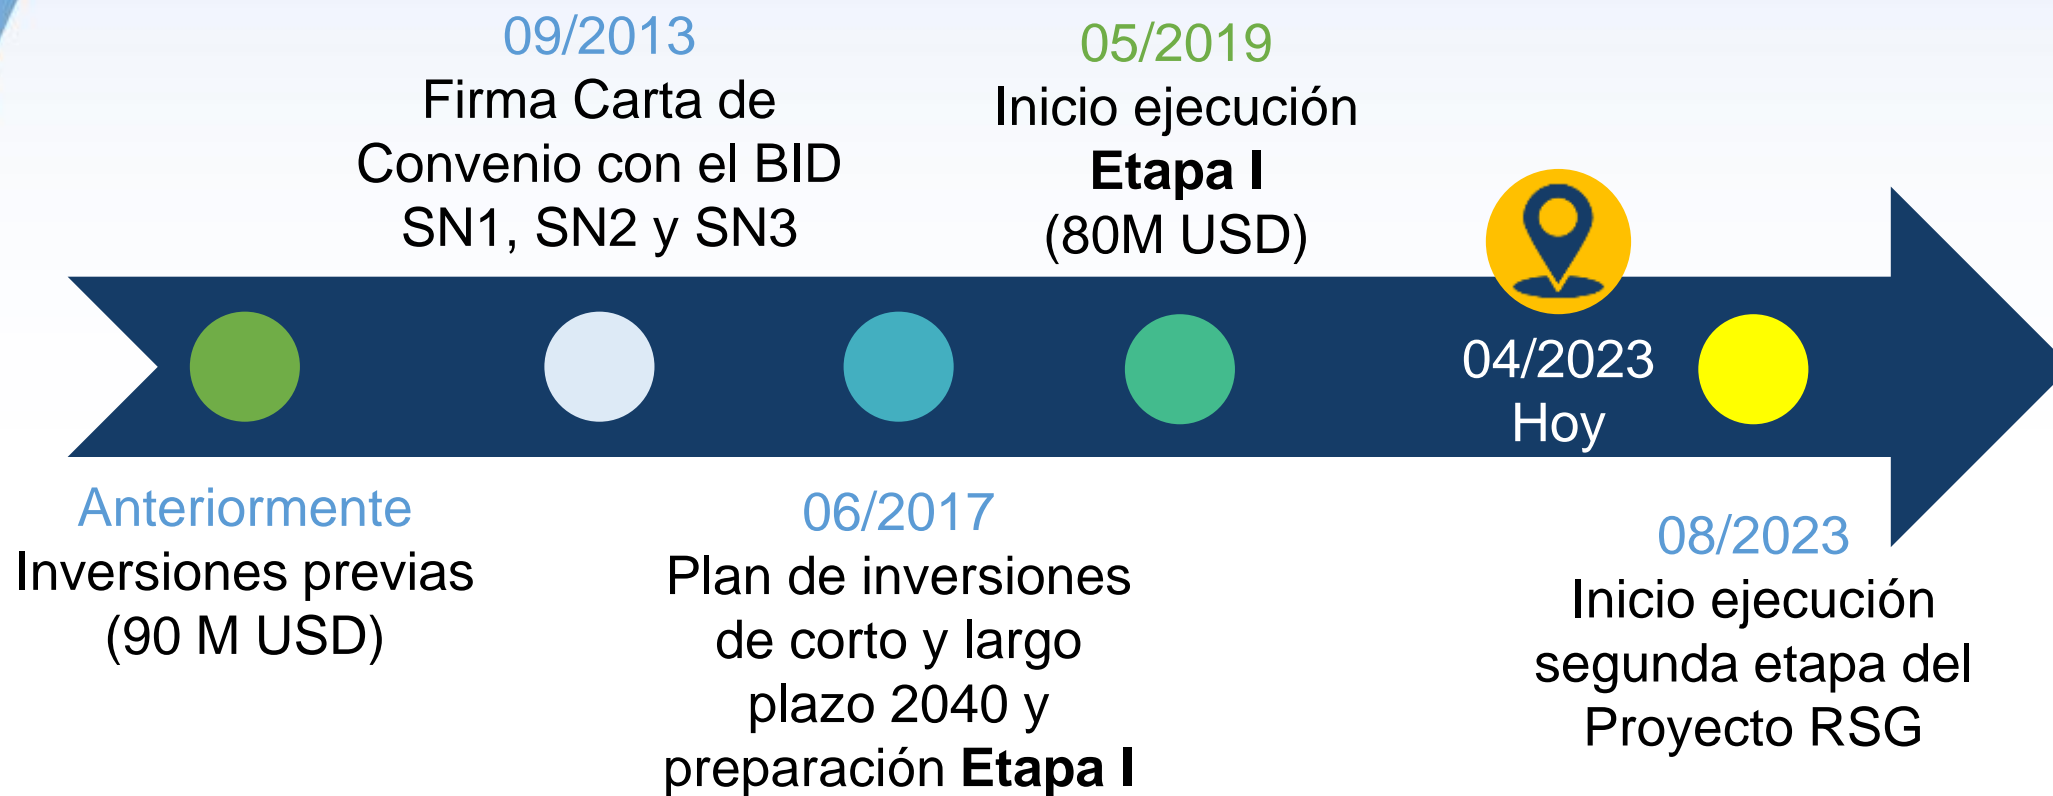 09/2013
Firma Carta de
Convenio con el BID
SN1, SN2 y SN3
05/2019
Inicio ejecución
Etapa I
(80M USD)
04/2023
Hoy
Anteriormente
Inversiones previas
(90 M USD)
06/2017
Plan de inversiones
de corto y largo
plazo 2040 y
preparación Etapa I
08/2023
Inicio ejecución
segunda etapa del
Proyecto RSG